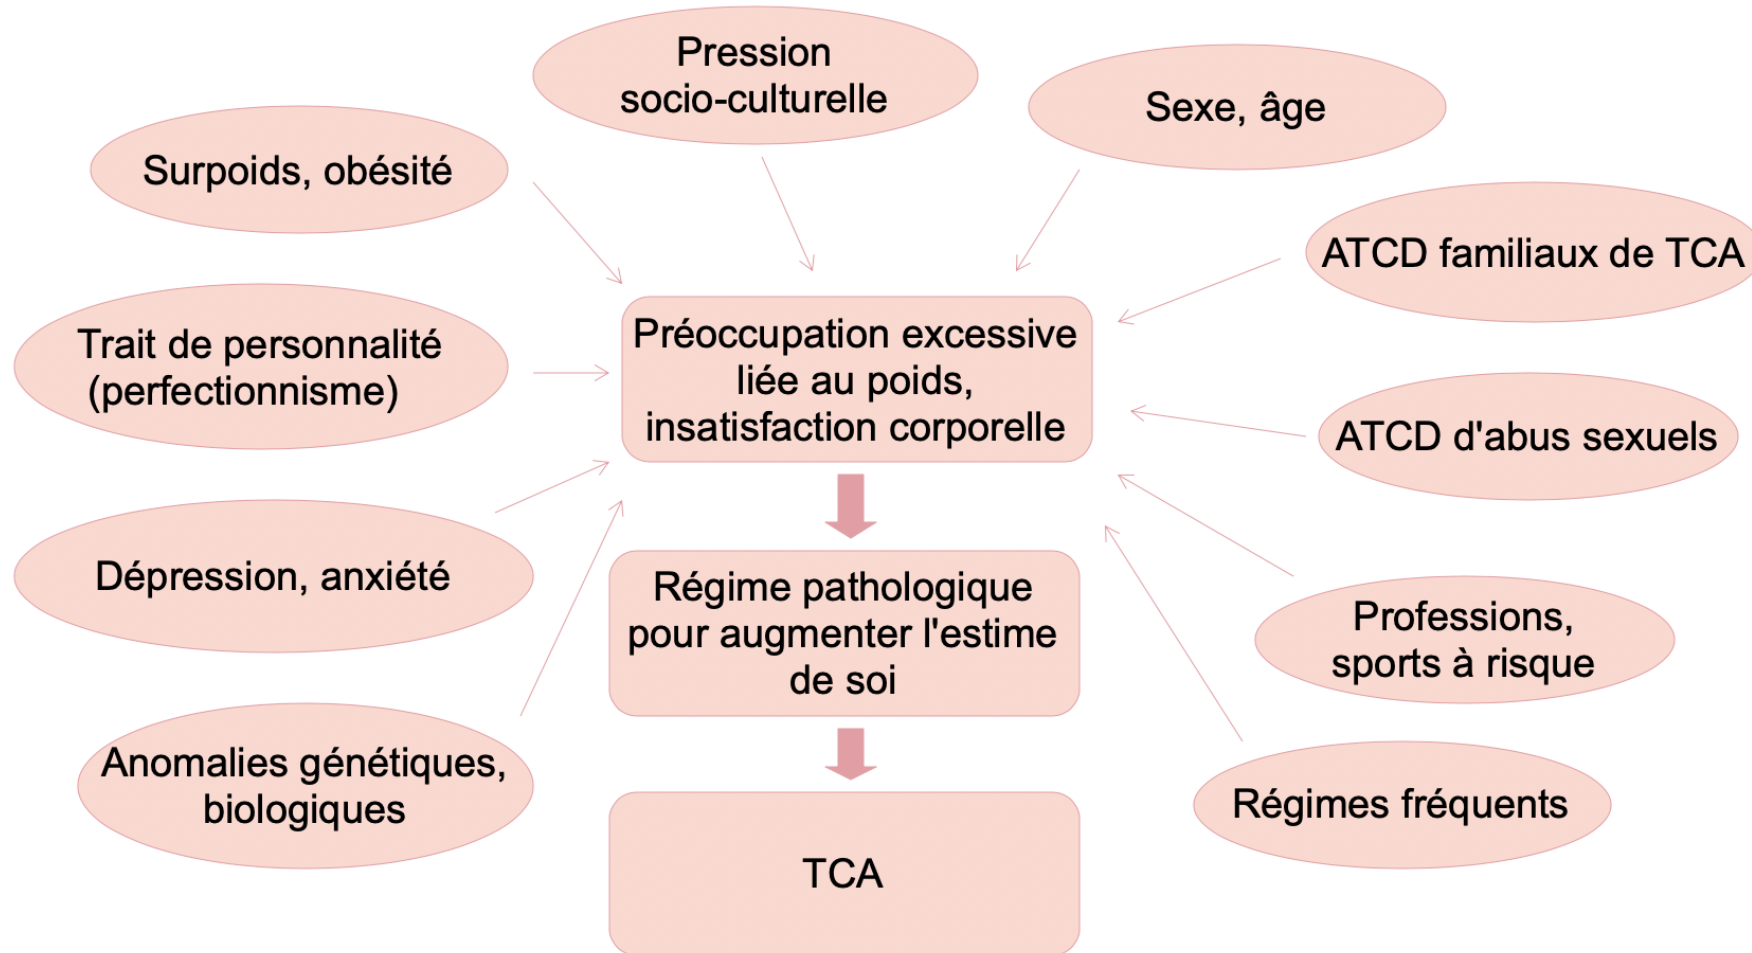 Pression
socio-culturelle
Sexe, âge
Surpoids, obésité
ATCD familiaux de TCA
Trait de personnalité
(perfectionnisme)
Préoccupation excessive
liée au poids,
insatisfaction corporelle
ATCD d'abus sexuels
Dépression, anxiété
Régime pathologique
pour augmenter l'estime
de soi
Professions,
sports à risque
Anomalies génétiques,
biologiques
Régimes fréquents
TCA